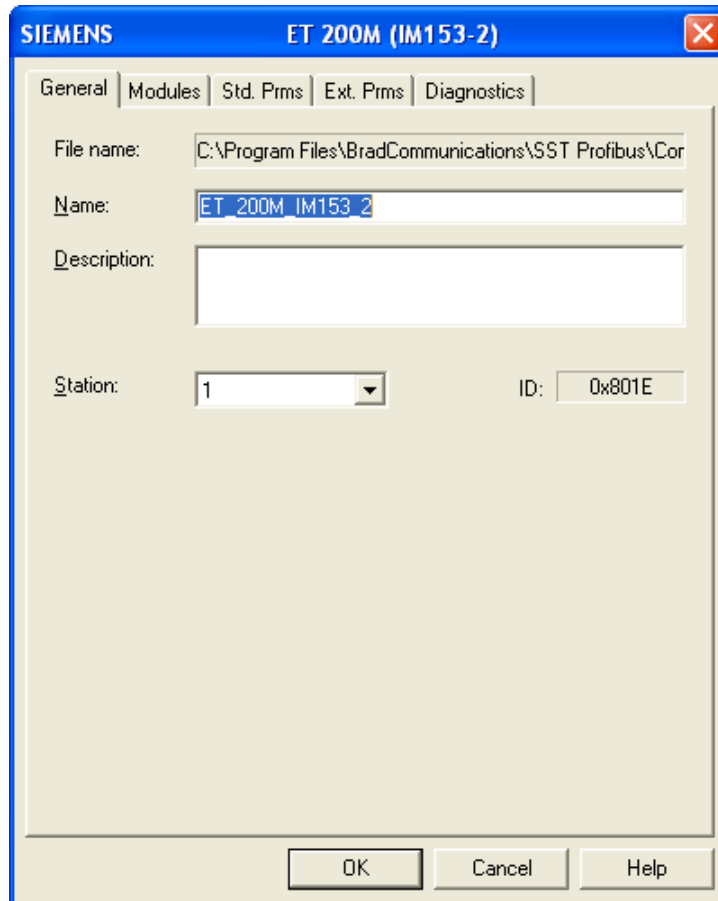 SIEMENS ET 200M (IM153-2)
General Modules Std. Prms Ext. Prms Diagnostics
File name: C:\Program Files\BradCommunications\SST Profibus\Cor
Name: ET_200M_IM153_2
Description:
Station: 1 ID: 0x801E
OK Cancel Help